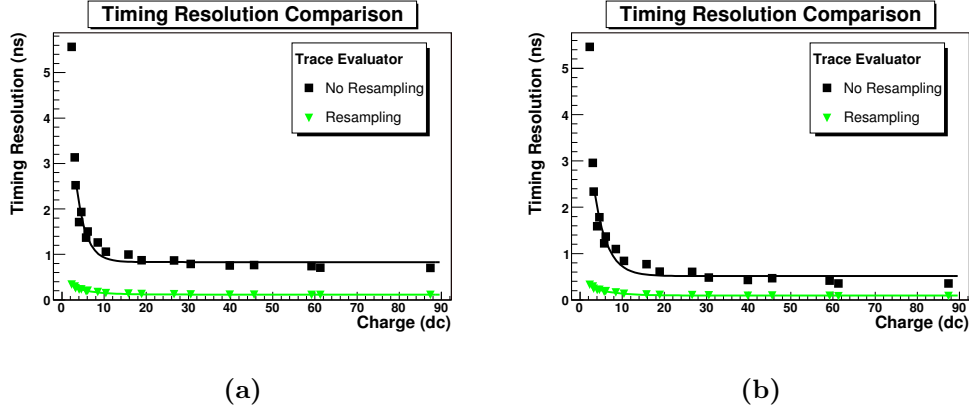 Timing Resolution Comparison
Timing Resolution (ns)
5
4
3
2
1
0
Trace Evaluator
No Resampling
Resampling
0 10 20 30 40 50 60 70 80 90
Charge (dc)
(a)
Timing Resolution Comparison
Timing Resolution (ns)
5
4
3
2
1
0
Trace Evaluator
No Resampling
Resampling
0 10 20 30 40 50 60 70 80 90
Charge (dc)
(b)